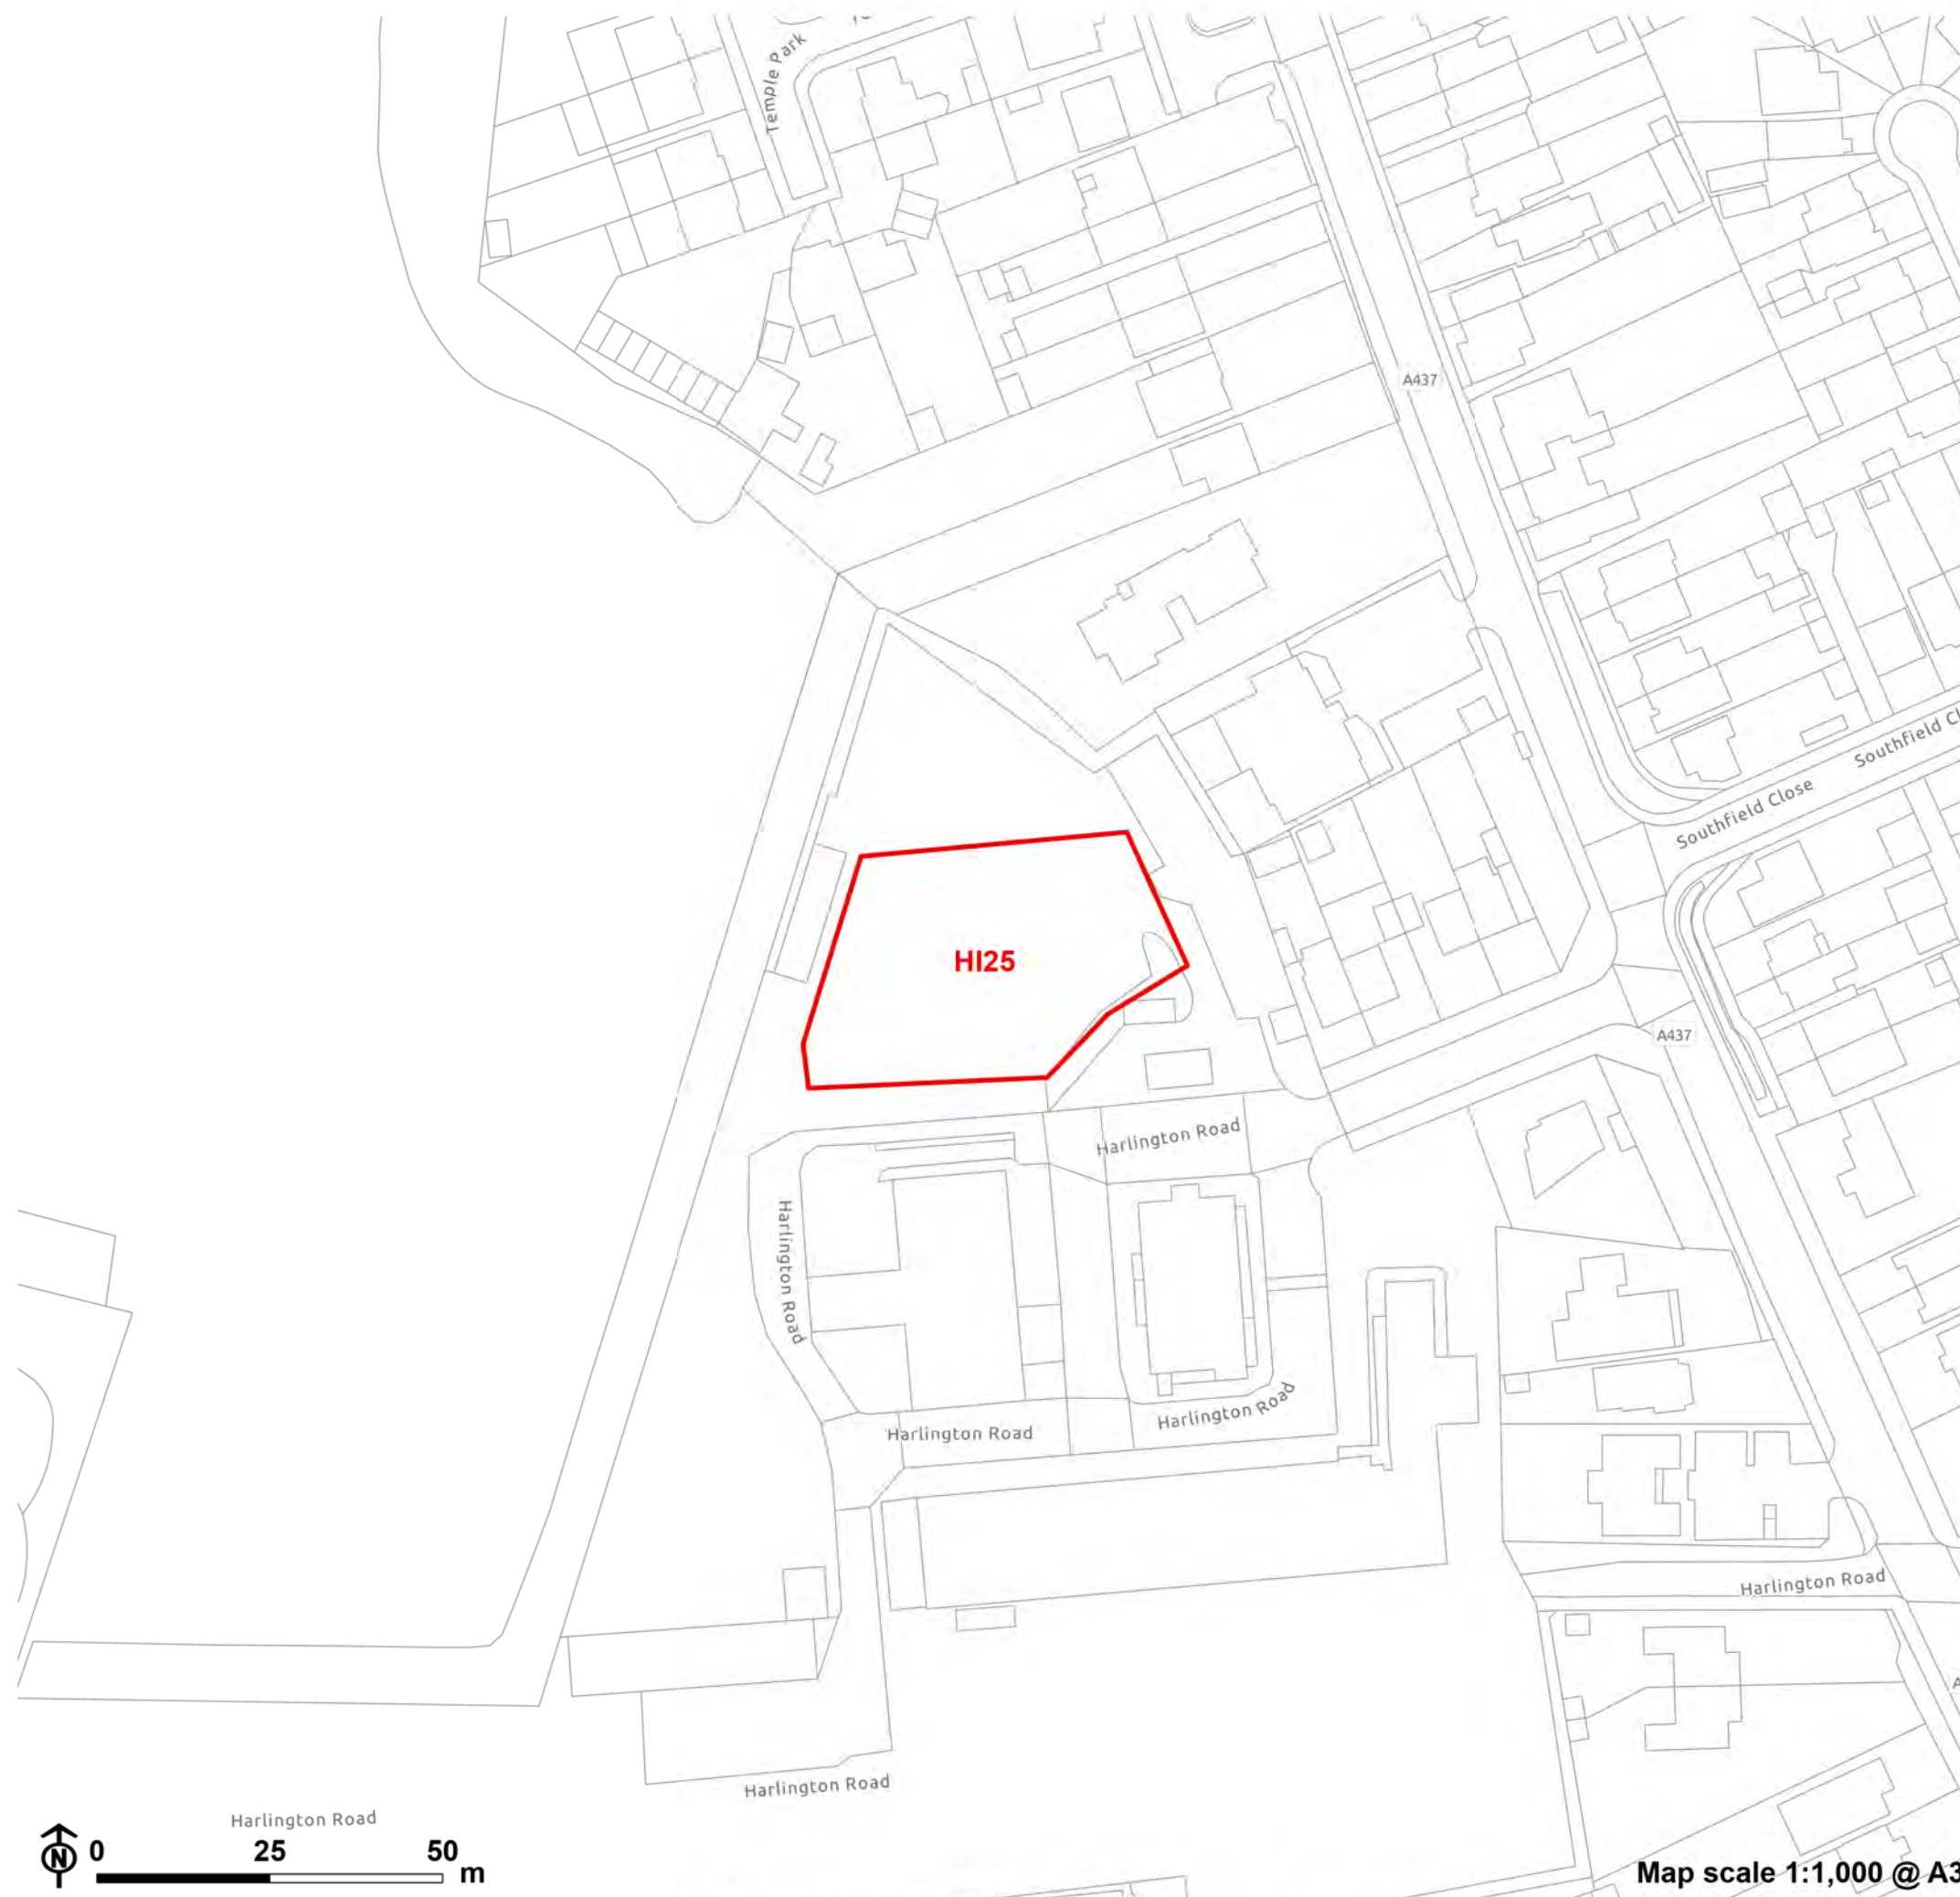 Temple Park
A437
Southfield Cl
Southfield Close
HI25
A437
Harlington Road
Harlington Road
Harlington Road
Harlington Road
Harlington Road
Harlington Road
Harlington Road
0 25 50 m
N
Map scale 1:1,000 @ A3